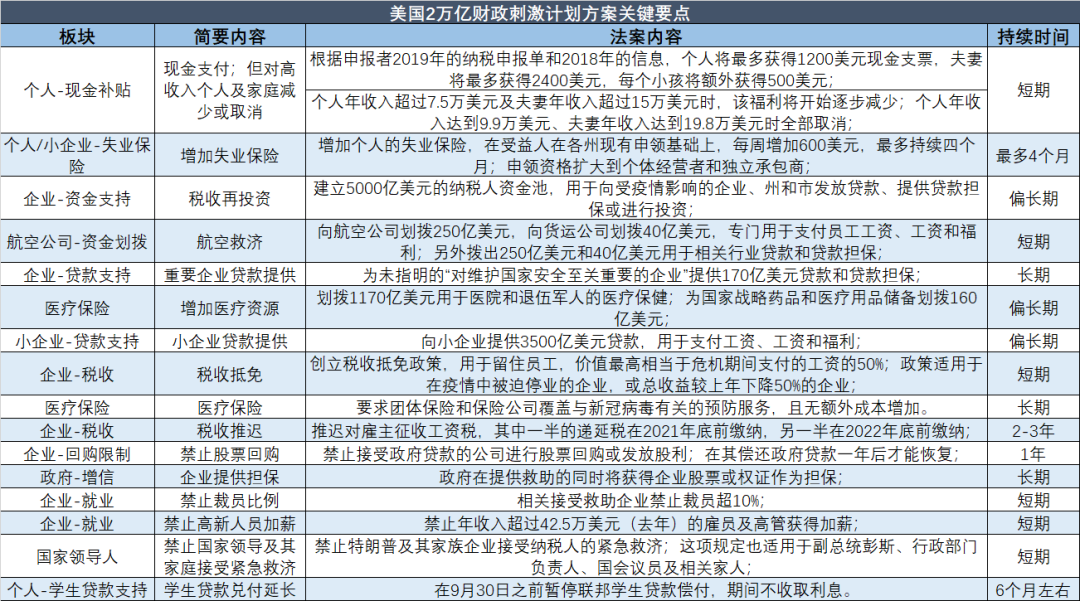 美国2万亿财政刺激计划方案关键要点
板块 简要内容 法案内容 持续时间
个人-现金补贴
现金支付；但对高
收入个人及家庭减
少或取消
根据申报者2019年的纳税申报单和2018年的信息，个人将最多获得1200美元现金支票，夫妻
将最多获得2400美元，每个小孩将额外获得500美元；
个人年收入超过7.5万美元及夫妻年收入超过15万美元时，该福利将开始逐步减少；个人年收
入达到9.9万美元、夫妻年收入达到19.8万美元时全部取消；
短期
个人/小企业-失业保
险
增加失业保险
增加个人的失业保险，在受益人在各州现有申领基础上，每周增加600美元，最多持续四个
月；申领资格扩大到个体经营者和独立承包商；
最多4个月
企业-资金支持
税收再投资
建立5000亿美元的纳税人资金池，用于向受疫情影响的企业、州和市发放贷款、提供贷款担
保或进行投资；
偏长期
航空公司-资金划拨
航空救济
向航空公司划拨250亿美元，向货运公司划拨40亿美元，专门用于支付员工工资、工资和福
利；另外拨出250亿美元和40亿美元用于相关行业贷款和贷款担保；
短期
企业-贷款支持 重要企业贷款提供 为未指明的“对维护国家安全至关重要的企业”提供170亿美元贷款和贷款担保； 长期
医疗保险
增加医疗资源
划拨1170亿美元用于医院和退伍军人的医疗保健；为国家战略药品和医疗用品储备划拨160
亿美元；
偏长期
小企业-贷款支持 小企业贷款提供 向小企业提供3500亿美元贷款，用于支付工资、工资和福利； 偏长期
企业-税收
税收抵免
创立税收抵免政策，用于留住员工，价值最高相当于危机期间支付的工资的50%；政策适用于
在疫情中被迫停业的企业，或总收益较上年下降50%的企业；
短期
医疗保险 医疗保险 要求团体保险和保险公司覆盖与新冠病毒有关的预防服务，且无额外成本增加。 长期
企业-税收 税收推迟 推迟对雇主征收工资税，其中一半的递延税在2021年底前缴纳，另一半在2022年底前缴纳； 2-3年
企业-回购限制 禁止股票回购 禁止接受政府贷款的公司进行股票回购或发放股利；在其偿还政府贷款一年后才能恢复； 1年
政府-增信 企业提供担保 政府在提供救助的同时将获得企业股票或权证作为担保； 长期
企业-就业 禁止裁员比例 相关接受救助企业禁止裁员超10%； 短期
企业-就业 禁止高新人员加薪 禁止年收入超过42.5万美元（去年）的雇员及高管获得加薪； 短期
国家领导人
禁止国家领导及其
家庭接受紧急救济
禁止特朗普及其家族企业接受纳税人的紧急救济；这项规定也适用于副总统彭斯、行政部门
负责人、国会议员及相关家人；
短期
个人-学生贷款支持 学生贷款兑付延长 在9月30日之前暂停联邦学生贷款偿付，期间不收取利息。 6个月左右